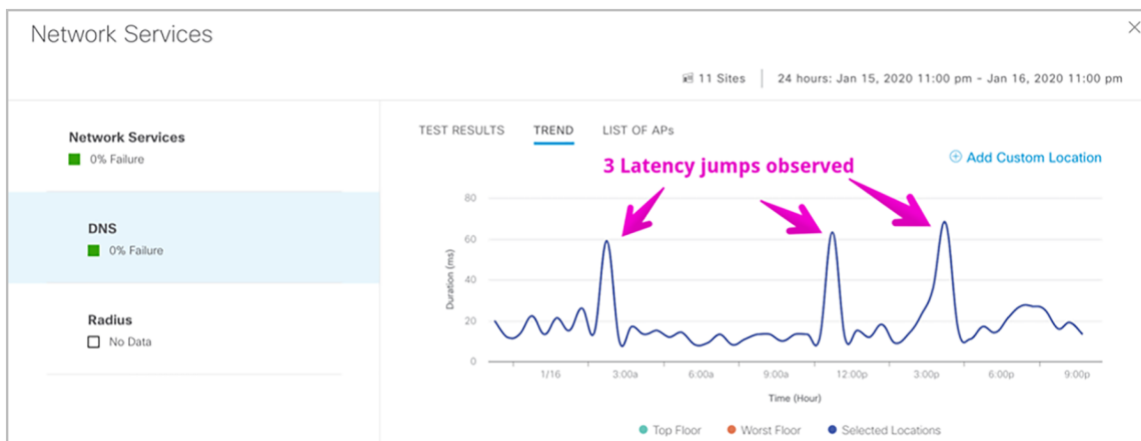 Network Services
11 Sites
24 hours: Jan 15, 2020 11:00 pm - Jan 16, 2020 11:00 pm
Network Services
0% Failure
DNS
0% Failure
Radius
No Data
TEST RESULTS TREND LIST OF APs
3 Latency jumps observed
Add Custom Location
Duration (ms)
80
60
40
20
0
1/16 3:00a 6:00a 9:00a 12:00p 3:00p 6:00p 9:00p
Time (Hour)
Top Floor Worst Floor Selected Locations